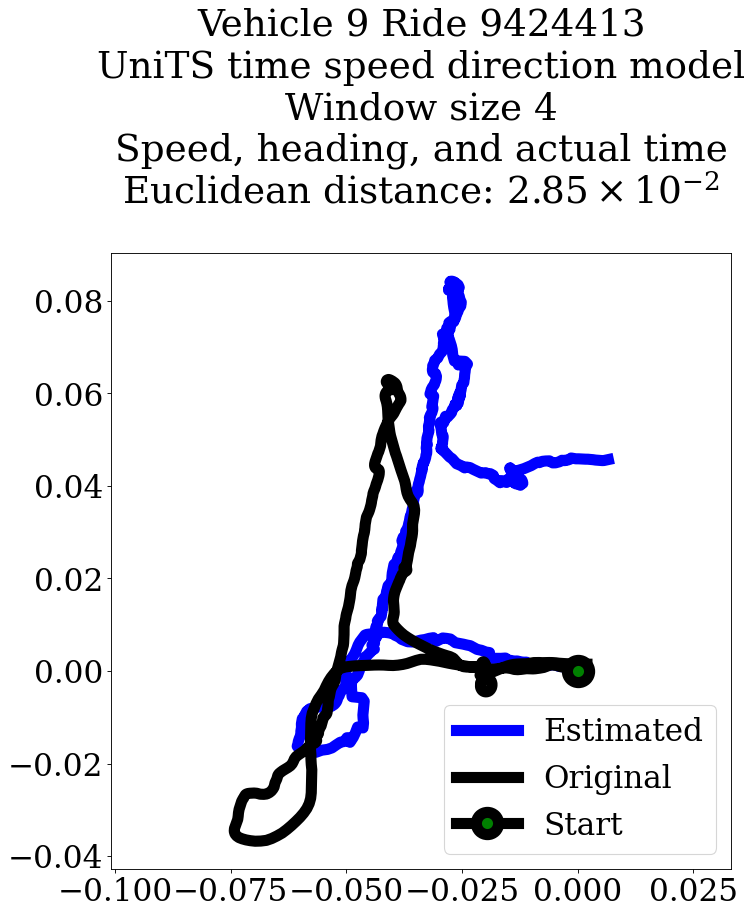 Vehicle 9 Ride 9424413
UniTS time speed direction model
Window size 4
Speed, heading, and actual time
Euclidean distance: 2.85 × 10⁻²
0.08
0.06
0.04
0.02
0.00
−0.02
−0.04
Estimated
Original
Start
−0.100 −0.075 −0.050 −0.025 0.000 0.025